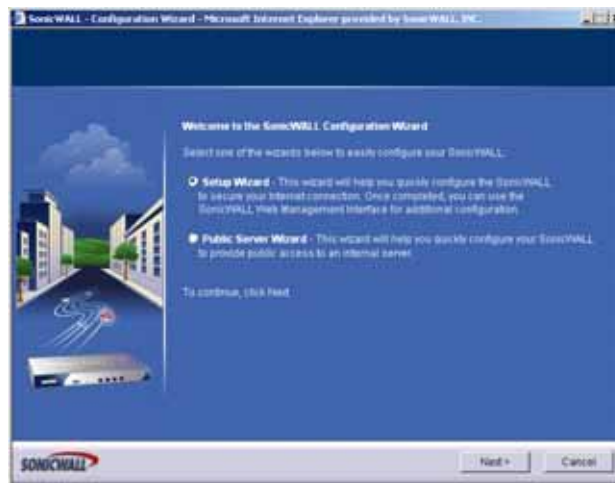 SonicWALL - Configuration Wizard - Microsoft Internet Explorer provided by SonicWALL, INC.
Welcome to the SonicWALL Configuration Wizard
Select one of the wizards below to easily configure your SonicWALL.
Setup Wizard - This wizard will help you quickly configure the SonicWALL
to secure your Internet connection. Once completed, you can use the
SonicWALL Web Management Interface for additional configuration.
Public Server Wizard - This wizard will help you quickly configure your SonicWALL
to provide public access to an internal server.
To continue, click Next.
SONICWALL
Next >
Cancel